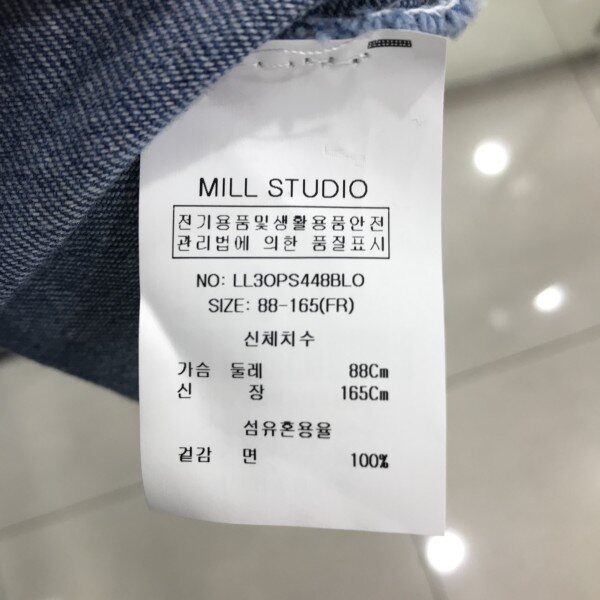 MILL STUDIO
전기용품및생활용품안전
관리법에 의한 품질표시
NO: LL3OPS448BLO
SIZE: 88-165(FR)
신체치수
가슴 둘레 88Cm
신 장 165Cm
섬유혼용율
겉감 면 100%